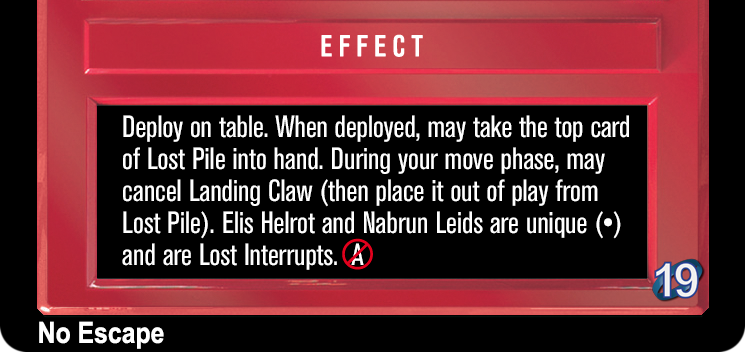 EFFECT
Deploy on table. When deployed, may take the top card
of Lost Pile into hand. During your move phase, may
cancel Landing Claw (then place it out of play from
Lost Pile). Elis Helrot and Nabrun Leids are unique (•)
and are Lost Interrupts. A
19
No Escape